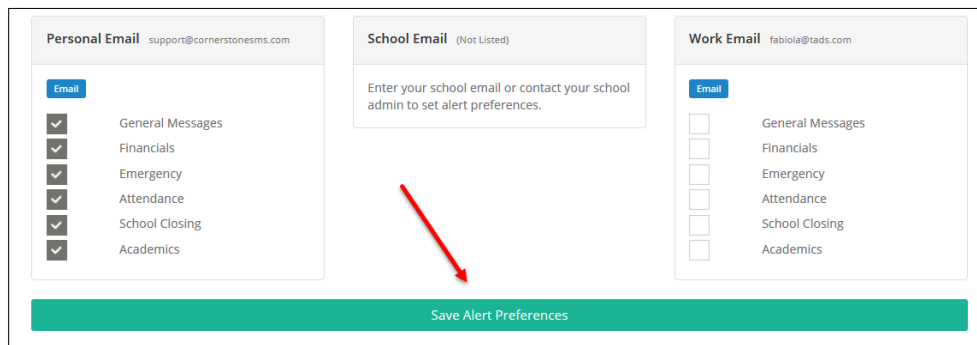 Personal Email support@cornerstonesms.com
Email
General Messages
Financials
Emergency
Attendance
School Closing
Academics
School Email (Not Listed)
Enter your school email or contact your school
admin to set alert preferences.
Work Email fabiola@tads.com
Email
General Messages
Financials
Emergency
Attendance
School Closing
Academics
Save Alert Preferences